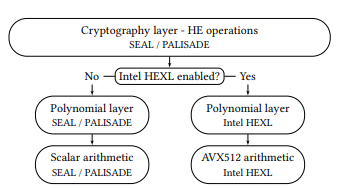 Cryptography layer - HE operations
SEAL / PALISADE
No
Intel HEXL enabled?
Yes
Polynomial layer
SEAL / PALISADE
Polynomial layer
Intel HEXL
Scalar arithmetic
SEAL / PALISADE
AVX512 arithmetic
Intel HEXL